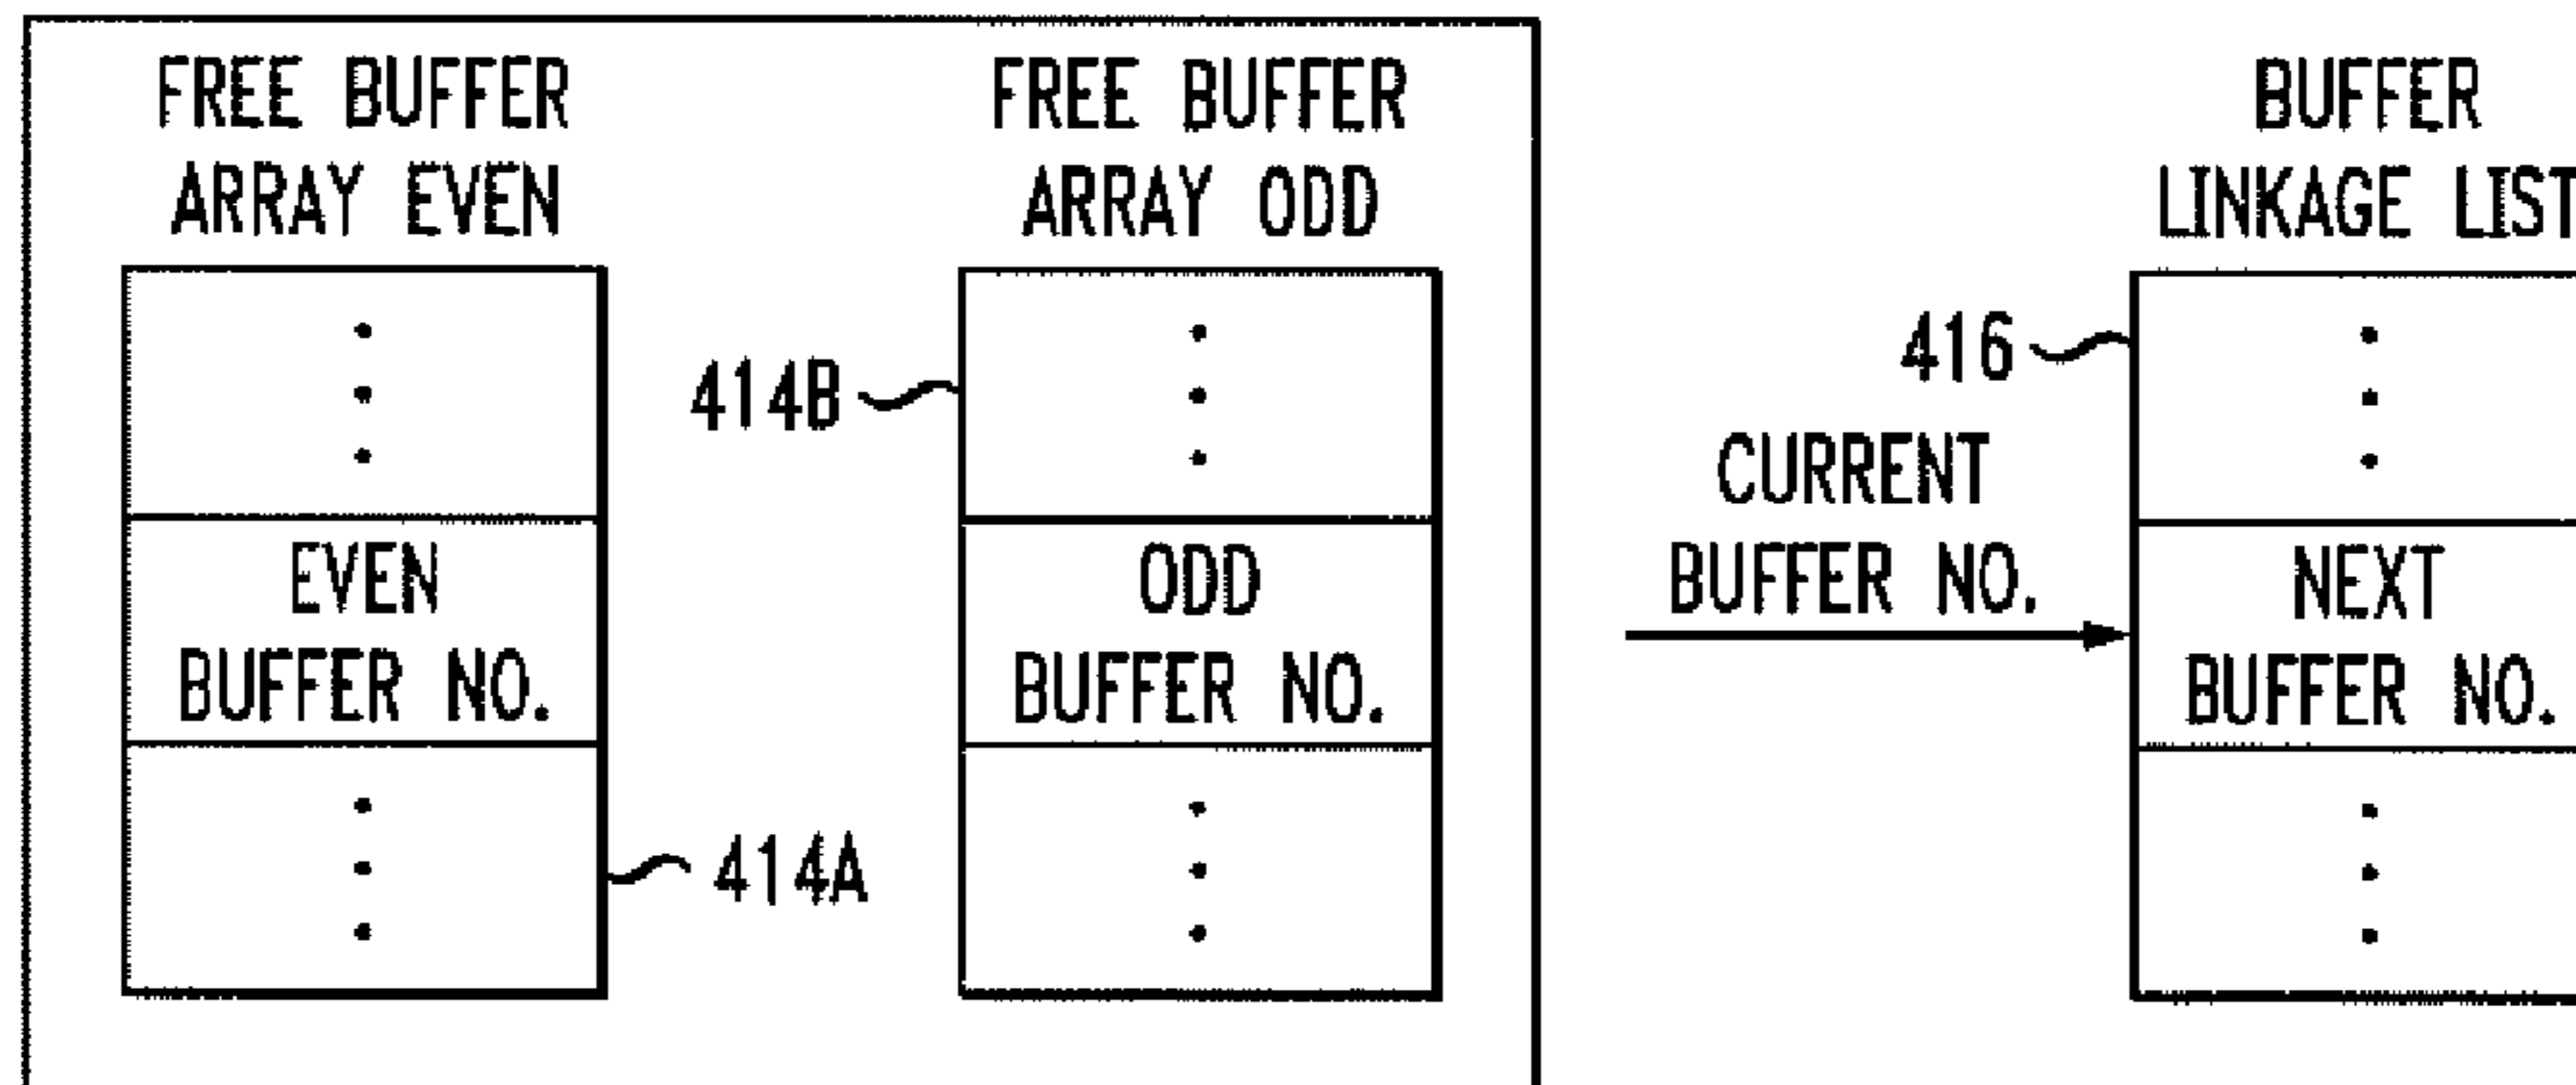 FREE BUFFER
ARRAY EVEN
EVEN
BUFFER NO.
414A
FREE BUFFER
ARRAY ODD
414B
ODD
BUFFER NO.
BUFFER
LINKAGE LIST
416
CURRENT
BUFFER NO.
NEXT
BUFFER NO.